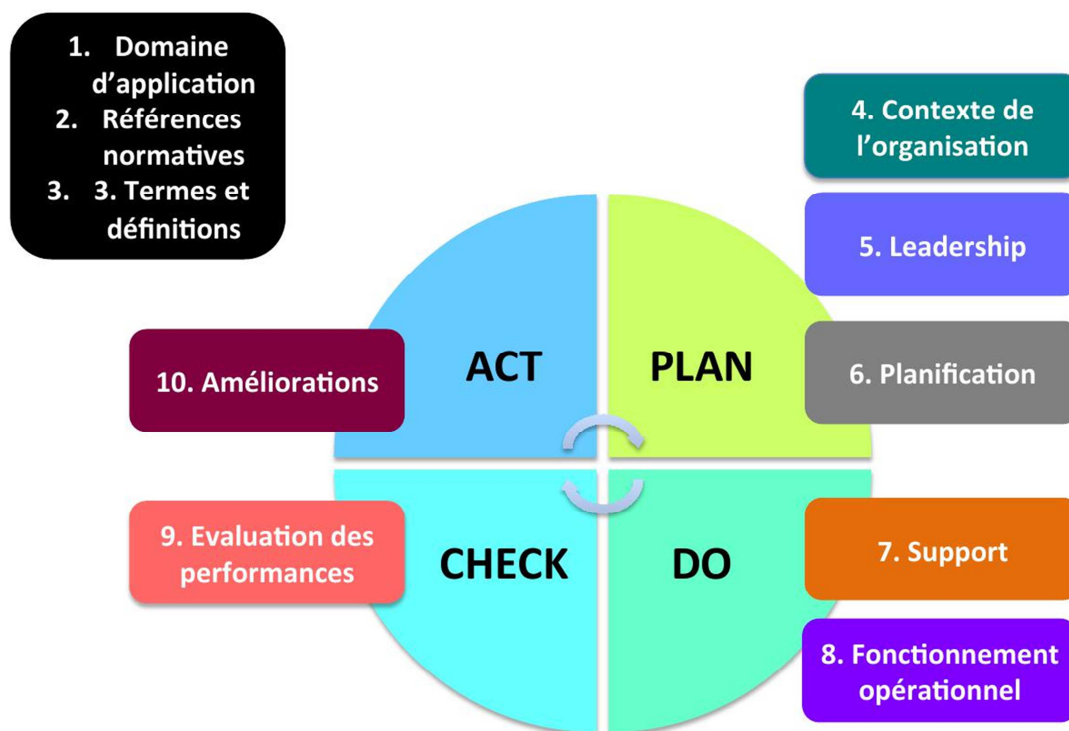 1. Domaine
d'application
2. Références
normatives
3. 3. Termes et
définitions
4. Contexte de
l'organisation
5. Leadership
10. Améliorations
ACT
PLAN
6. Planification
9. Evaluation des
performances
CHECK
DO
7. Support
8. Fonctionnement
opérationnel